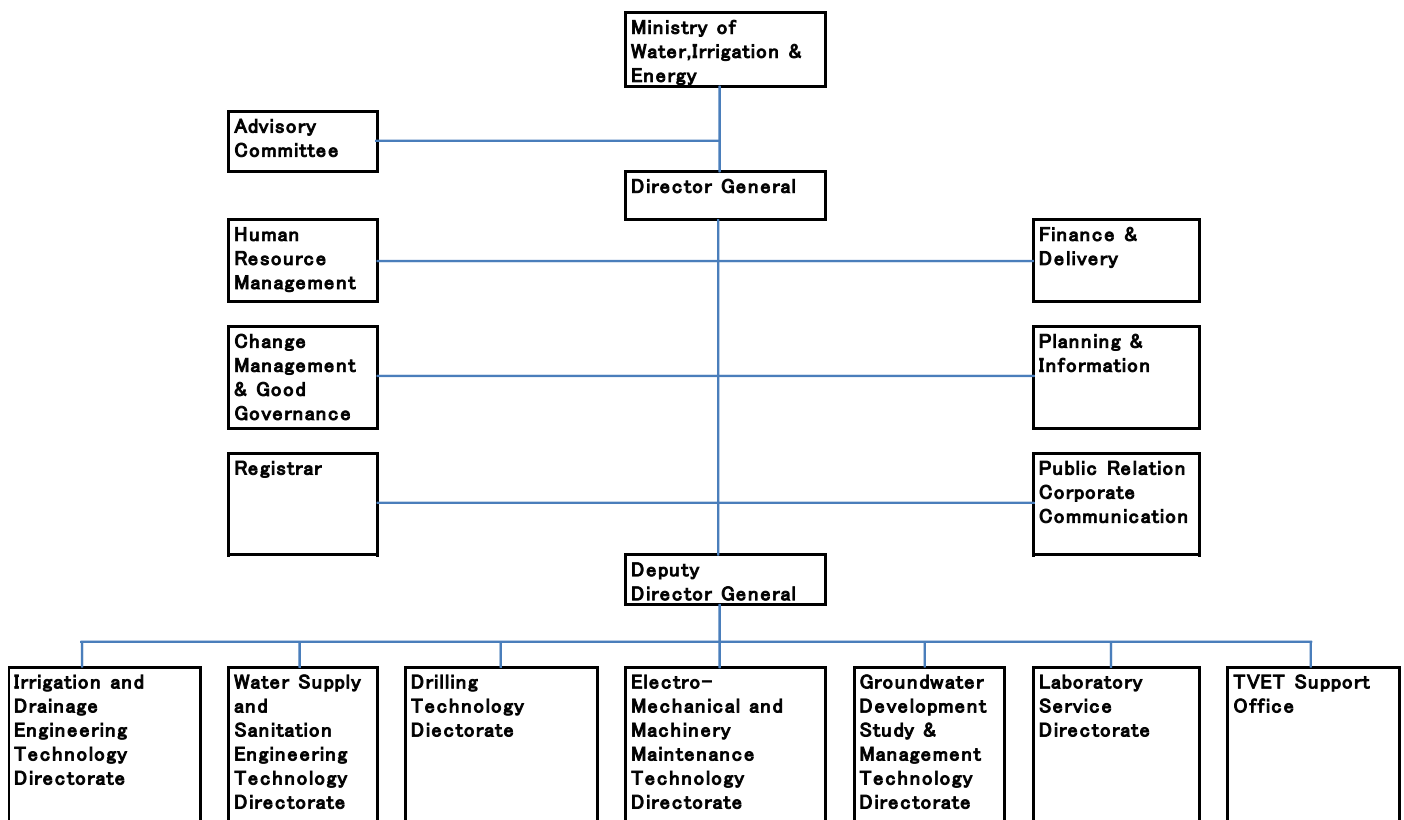 Ministry of
Water,Irrigation &
Energy
Advisory
Committee
Director General
Human
Resource
Management
Finance &
Delivery
Change
Management
& Good
Governance
Planning &
Information
Registrar
Public Relation
Corporate
Communication
Deputy
Director General
Irrigation and
Drainage
Engineering
Technology
Directorate
Water Supply
and
Sanitation
Engineering
Technology
Directorate
Drilling
Technology
Diectorate
Electro-
Mechanical and
Machinery
Maintenance
Technology
Directorate
Groundwater
Development
Study &
Management
Technology
Directorate
Laboratory
Service
Directorate
TVET Support
Office